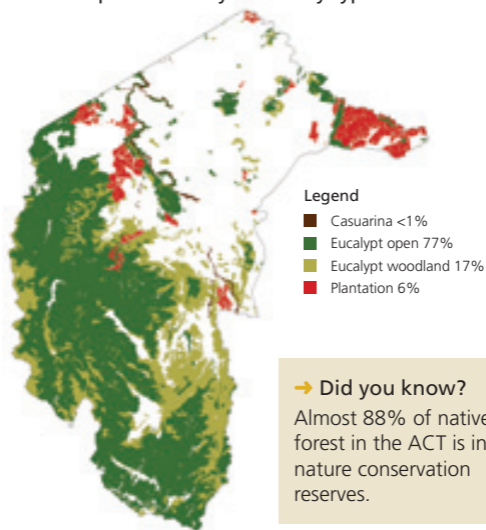 Legend
Casuarina <1%
Eucalypt open 77%
Eucalypt woodland 17%
Plantation 6%
→ Did you know?
Almost 88% of native
forest in the ACT is in
nature conservation
reserves.